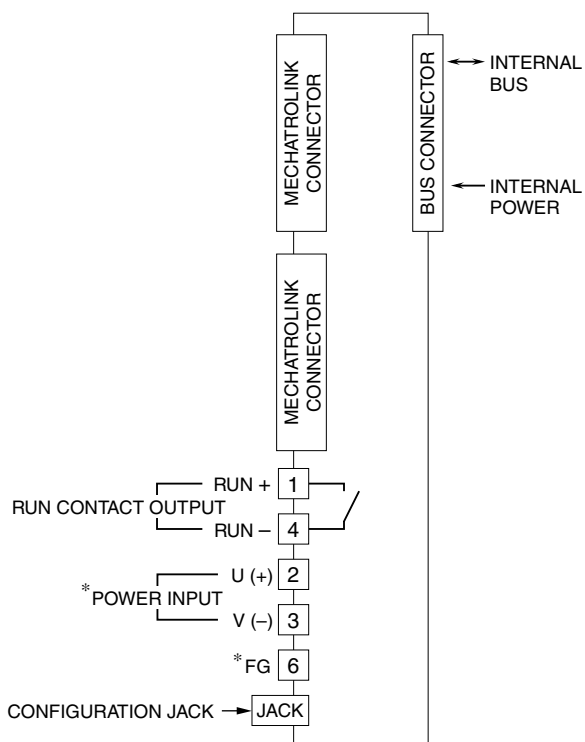 MECHATROLINK
CONNECTOR
BUS CONNECTOR
INTERNAL
BUS
INTERNAL
POWER
MECHATROLINK
CONNECTOR
RUN + 1
RUN CONTACT OUTPUT
RUN – 4
U (+) 2
*POWER INPUT
V (–) 3
*FG 6
CONFIGURATION JACK JACK